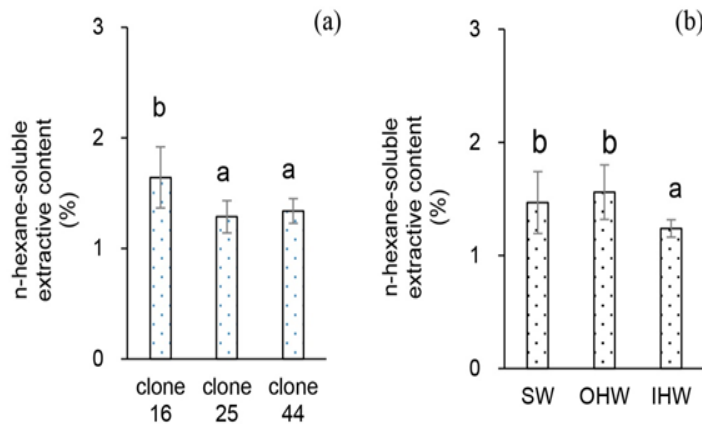 (a)
n-hexane-soluble
extractive content
(%)
3
2
1
0
b
a
a
clone
16
clone
25
clone
44
(b)
n-hexane-soluble
extractive content
(%)
3
2
1
0
b
b
a
SW OHW IHW